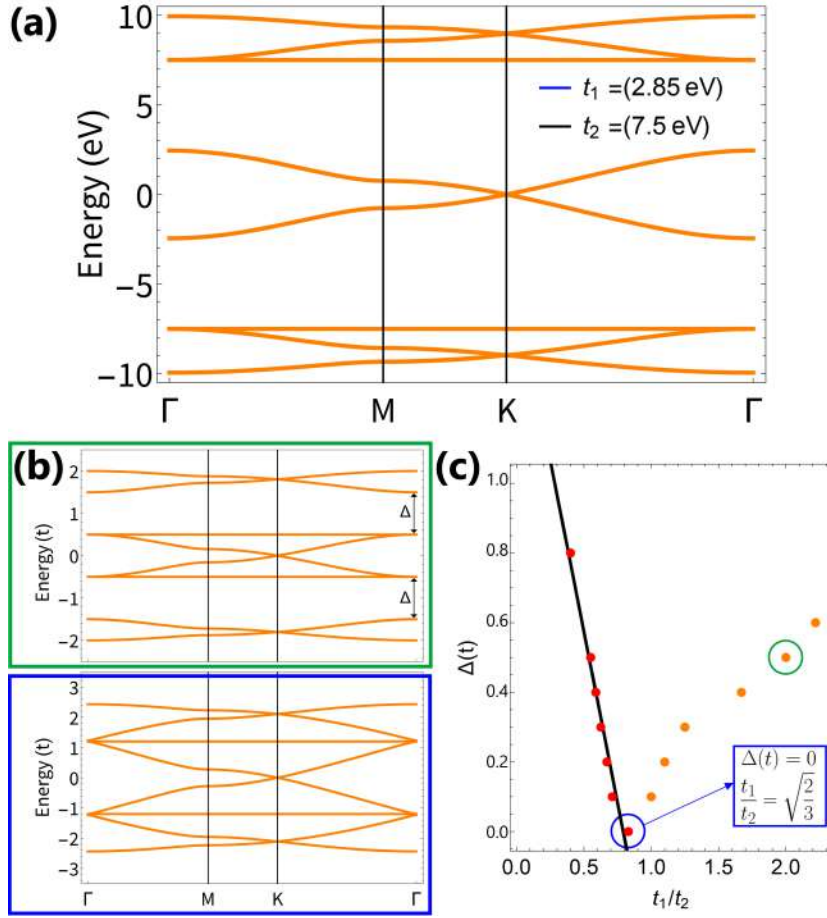 (a)
10
5
0
−5
−10
Energy (eV)
t₁ =(2.85 eV)
t₂ =(7.5 eV)
Γ M K Γ
(b)
2
1
0
−1
−2
Energy (t)
Δ
Δ
3
2
1
0
−1
−2
−3
Energy (t)
Γ M K Γ
(c)
1.0
0.8
0.6
0.4
0.2
0.0
Δ(t)
Δ(t) = 0
t₁/t₂ = √(2/3)
0.0 0.5 1.0 1.5 2.0
t₁/t₂